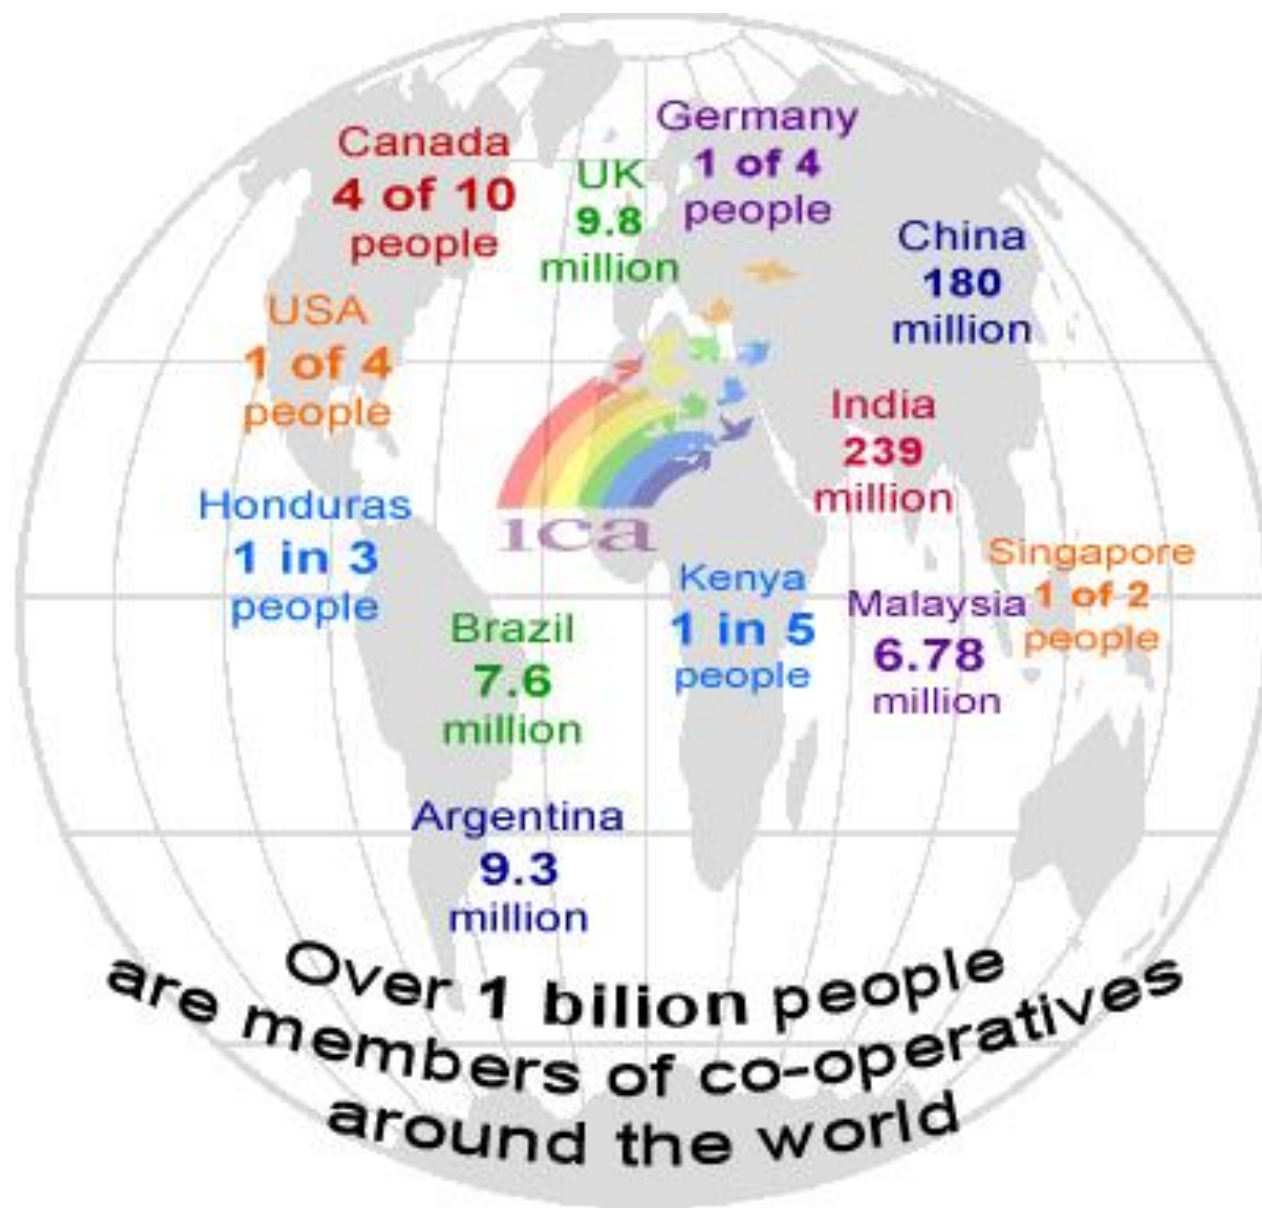 Canada
4 of 10
people
UK
9.8
million
Germany
1 of 4
people
China
180
million
USA
1 of 4
people
India
239
million
ica
Honduras
1 in 3
people
Brazil
7.6
million
Kenya
1 in 5
people
Malaysia
6.78
million
Singapore
1 of 2
people
Argentina
9.3
million
Over 1 bilion people
are members of co-operatives
around the world